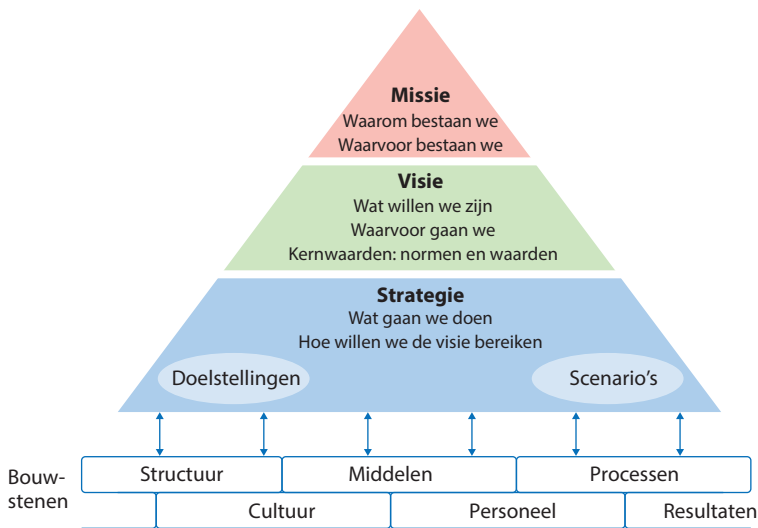 Missie
Waarom bestaan we
Waarvoor bestaan we
Visie
Wat willen we zijn
Waarvoor gaan we
Kernwaarden: normen en waarden
Strategie
Wat gaan we doen
Hoe willen we de visie bereiken
Doelstellingen
Scenario's
Bouw-
stenen
Structuur
Middelen
Processen
Cultuur
Personeel
Resultaten